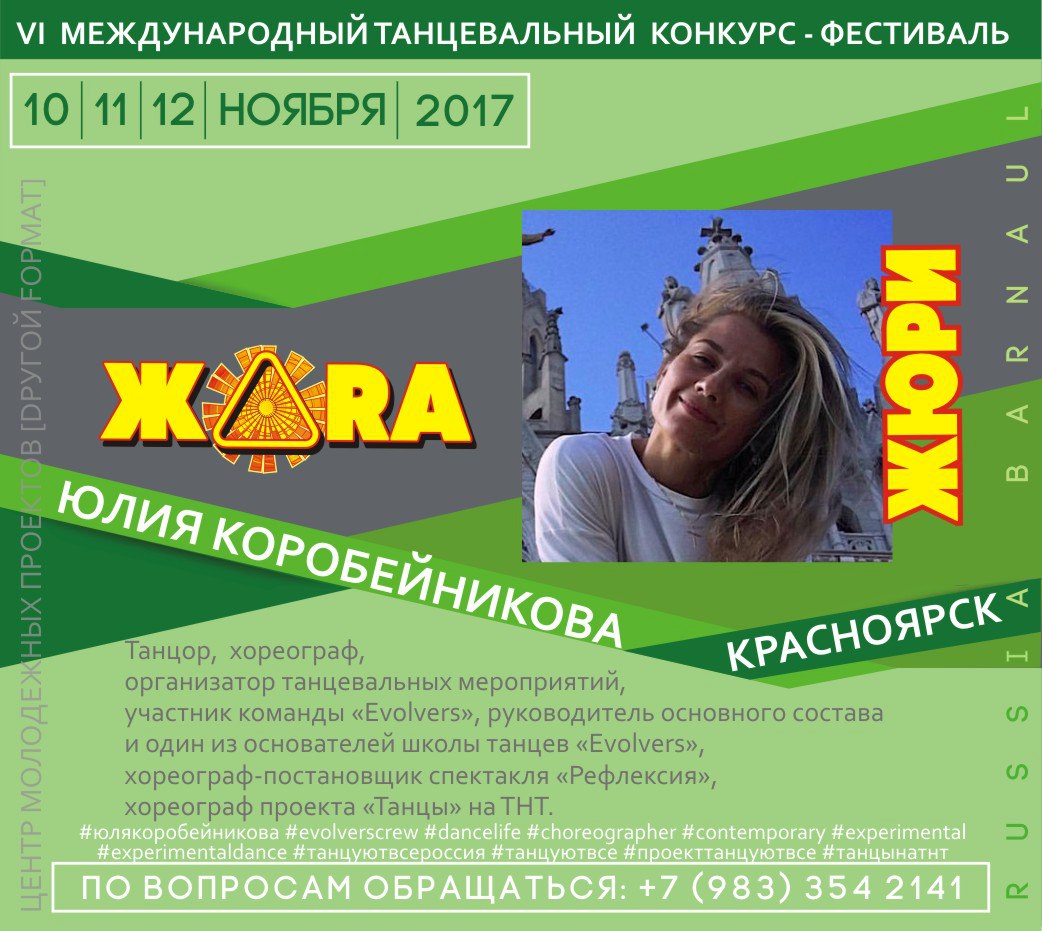 VI МЕЖДУНАРОДНЫЙ ТАНЦЕВАЛЬНЫЙ КОНКУРС - ФЕСТИВАЛЬ
10 | 11 | 12 | НОЯБРЯ | 2017
ЦЕНТР МОЛОДЕЖНЫХ ПРОЕКТОВ [DРУГОЙ FОРМАТ]
ЖАRА
ЖЮРИ
RUSSIA BARNAUL
ЮЛИЯ КОРОБЕЙНИКОВА
КРАСНОЯРСК
Танцор, хореограф,
организатор танцевальных мероприятий,
участник команды «Evolvers», руководитель основного состава
и один из основателей школы танцев «Evolvers»,
хореограф-постановщик спектакля «Рефлексия»,
хореограф проекта «Танцы» на ТНТ.
#юлякоробейникова #evolverscrew #dancelife #choreographer #contemporary #experimental
#experimentaldance #танцуютвсероссия #танцуютвсе #проекттанцуютвсе #танцынатнт
ПО ВОПРОСАМ ОБРАЩАТЬСЯ: +7 (983) 354 2141